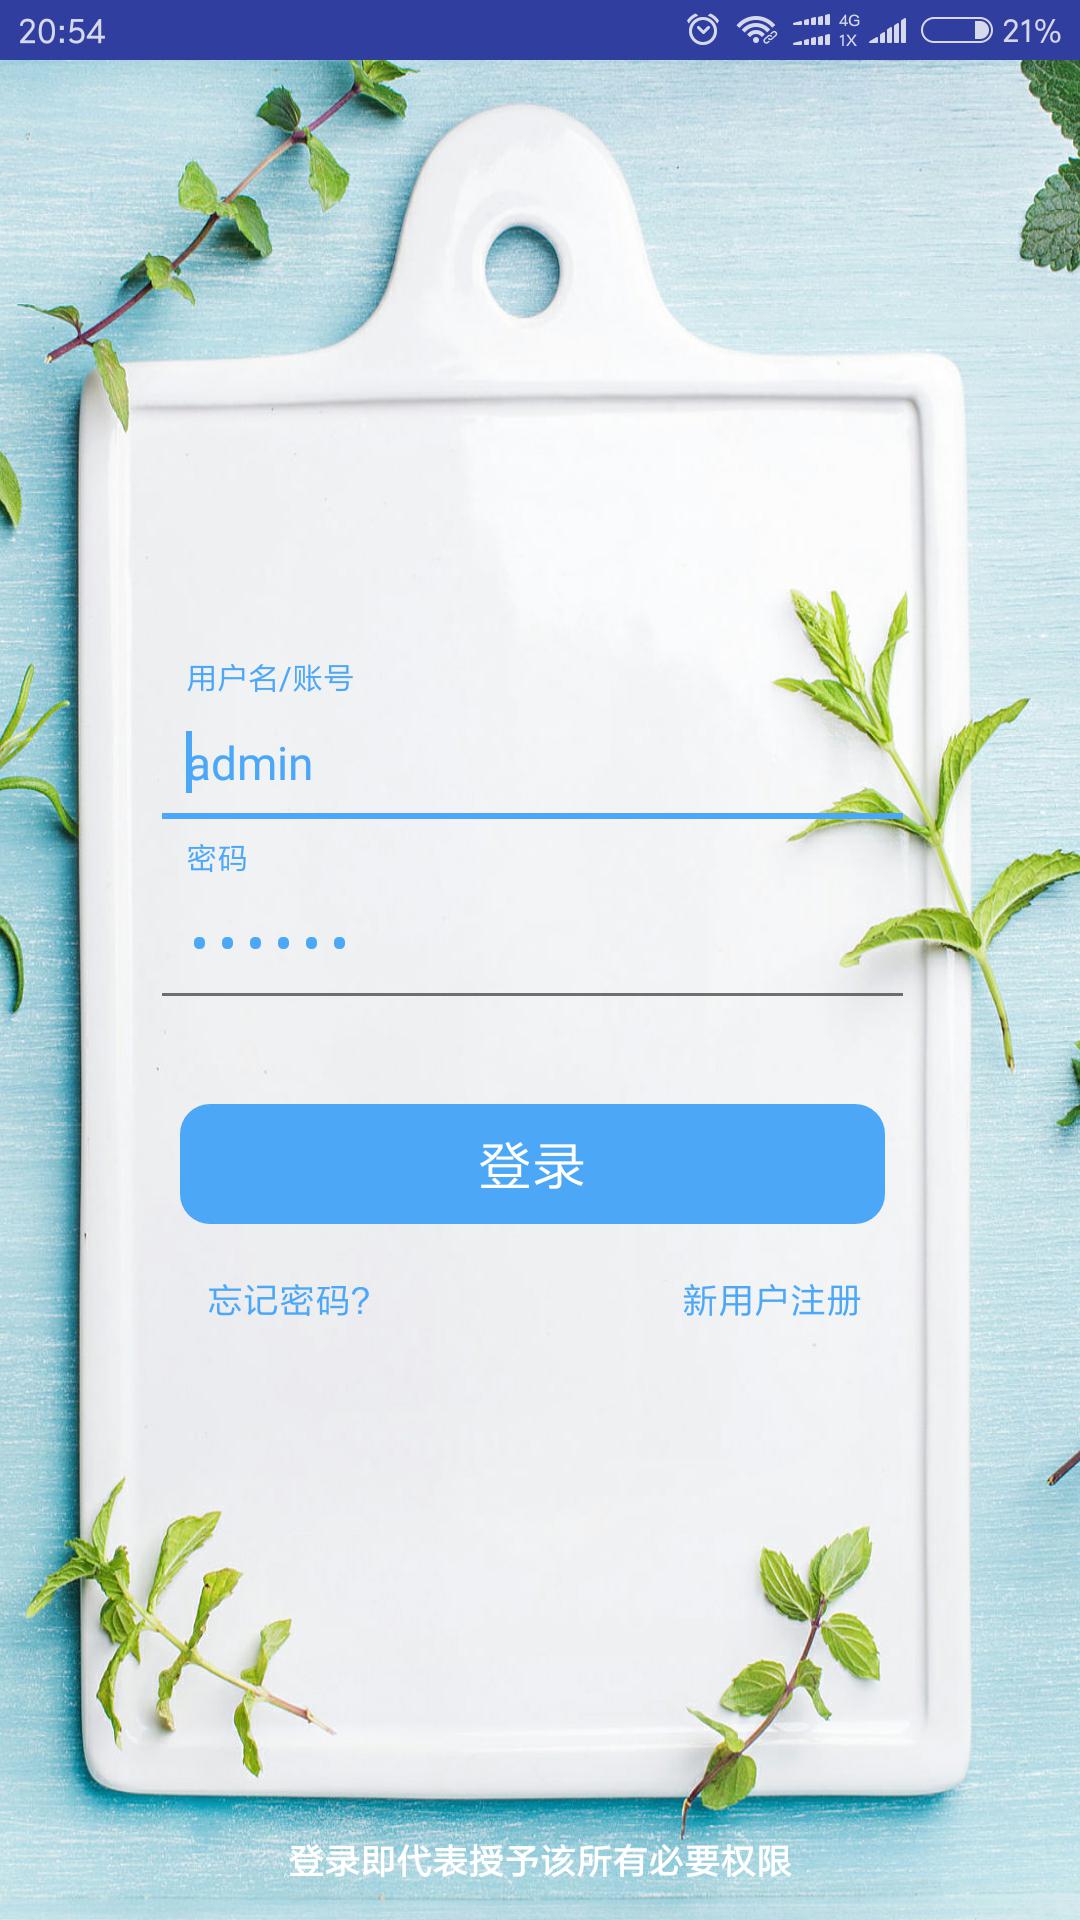 20:54 4G 1X 21%
用户名/账号
admin
密码
••••••
登录
忘记密码? 新用户注册
登录即代表授予该所有必要权限